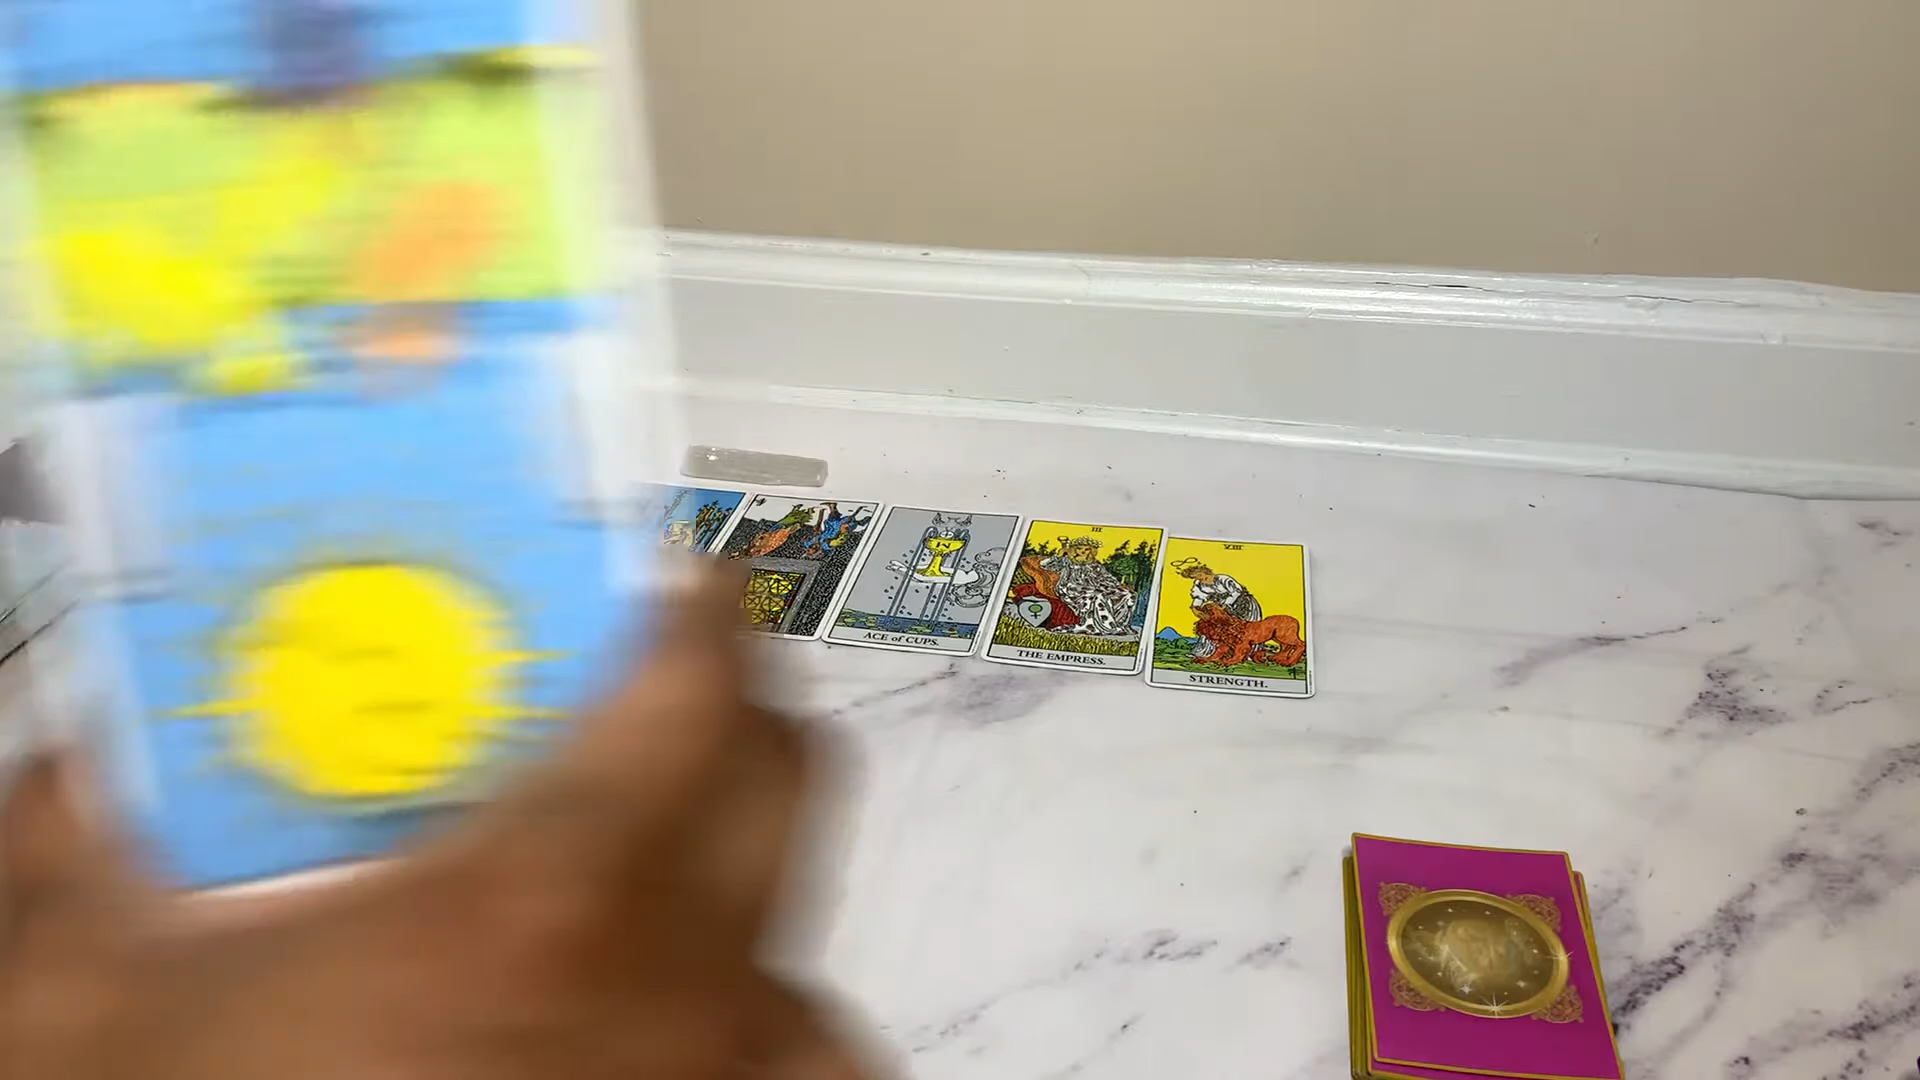 ACE of CUPS.
III
THE EMPRESS.
VIII
STRENGTH.